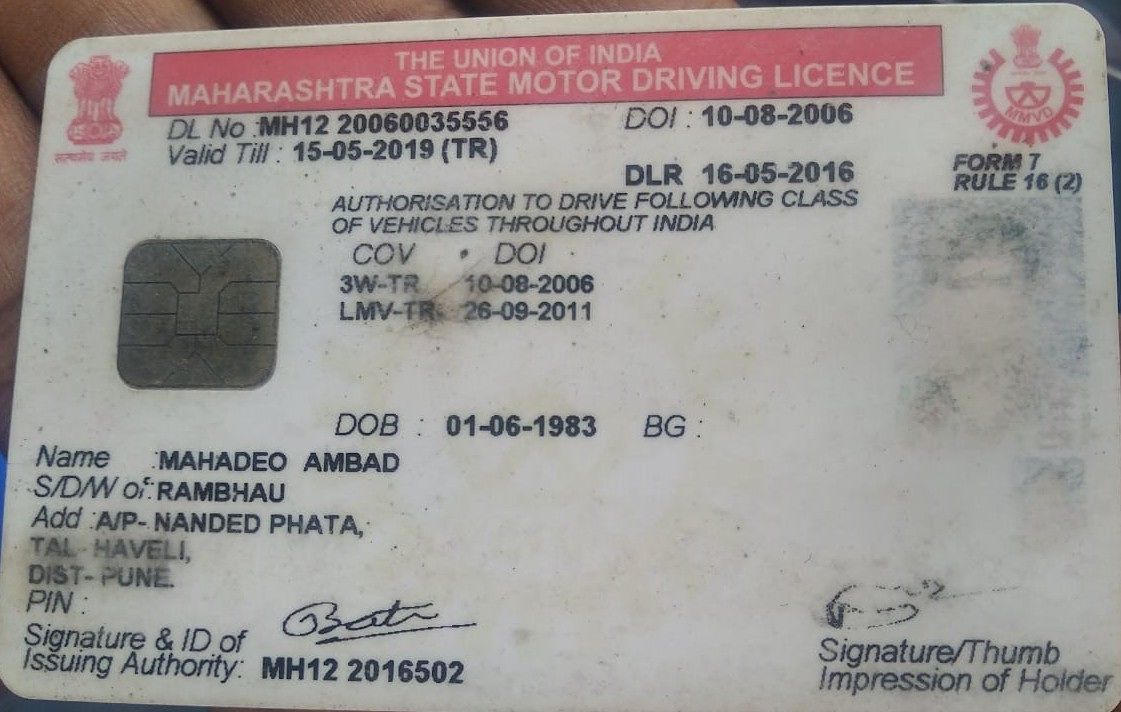 THE UNION OF INDIA
MAHARASHTRA STATE MOTOR DRIVING LICENCE
सत्यमेव जयते
MMVD
DL No :MH12 20060035556 DOI : 10-08-2006
Valid Till : 15-05-2019 (TR)
DLR 16-05-2016
FORM 7
RULE 16 (2)
AUTHORISATION TO DRIVE FOLLOWING CLASS
OF VEHICLES THROUGHOUT INDIA
COV DOI
3W-TR 10-08-2006
LMV-TR 26-09-2011
DOB : 01-06-1983 BG :
Name :MAHADEO AMBAD
S/D/W of:RAMBHAU
Add :A/P- NANDED PHATA,
TAL- HAVELI,
DIST- PUNE.
PIN :
Signature & ID of
Issuing Authority: MH12 2016502
Signature/Thumb
Impression of Holder